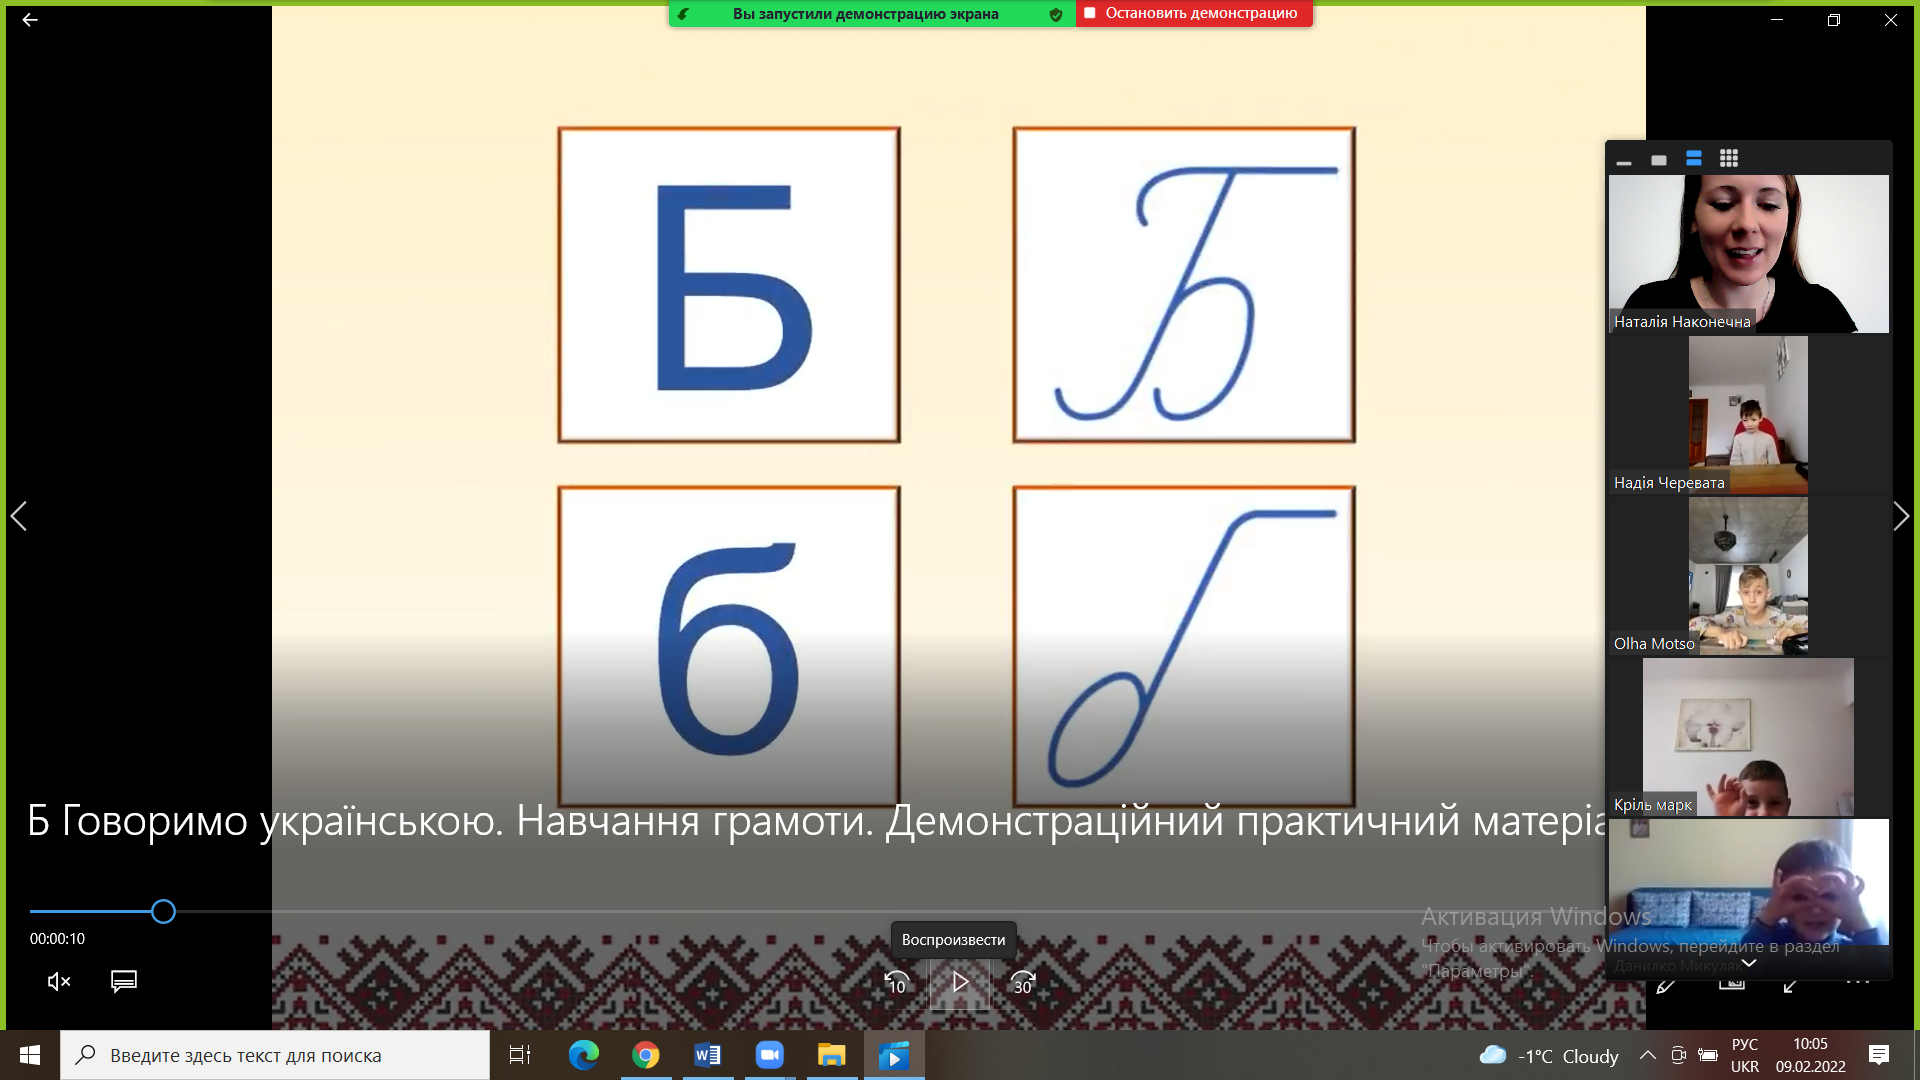 Вы запустили демонстрацию экрана
Остановить демонстрацию
Б
Б
б
б
Наталія Наконечна
Надія Черевата
Olha Motso
Кріль марк
Данилко Микуляк
Б Говоримо українською. Навчання грамоти. Демонстраційний практичний матеріа
00:00:10
Воспроизвести
10
30
Активация Windows
Чтобы активировать Windows, перейдите в раздел
"Параметры".
Введите здесь текст для поиска
-1°C Cloudy
РУС
UKR
10:05
09.02.2022